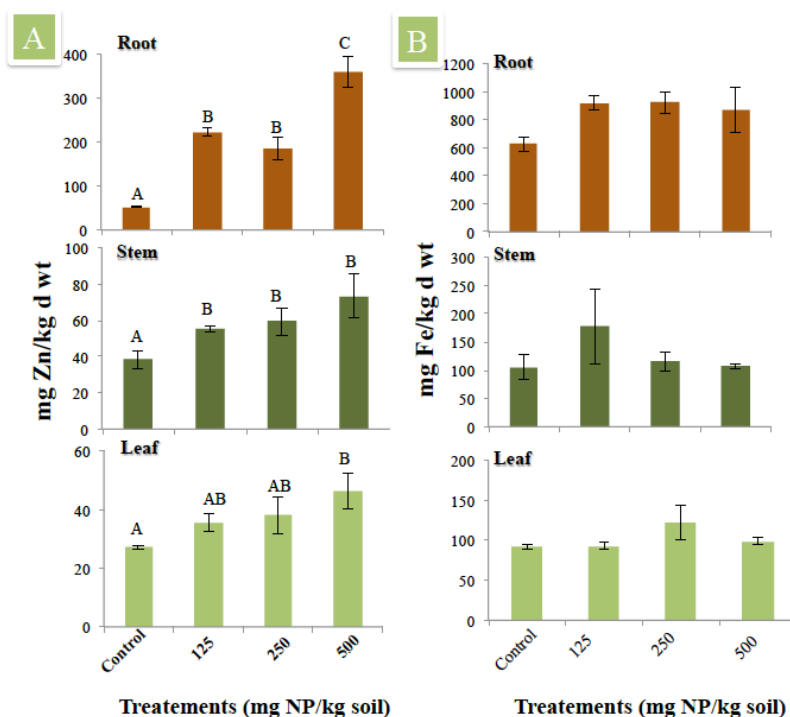 A
Root
C
400
300
B
B
200
100
A
0
Stem
100
80
B
B
B
60
A
40
20
0
mg Zn/kg d wt
Leaf
60
B
AB
AB
40
A
20
0
Control
125
250
500
Treatements (mg NP/kg soil)
B
Root
1200
1000
800
600
400
200
0
Stem
300
250
200
150
100
50
0
mg Fe/kg d wt
Leaf
200
150
100
50
0
Control
125
250
500
Treatements (mg NP/kg soil)